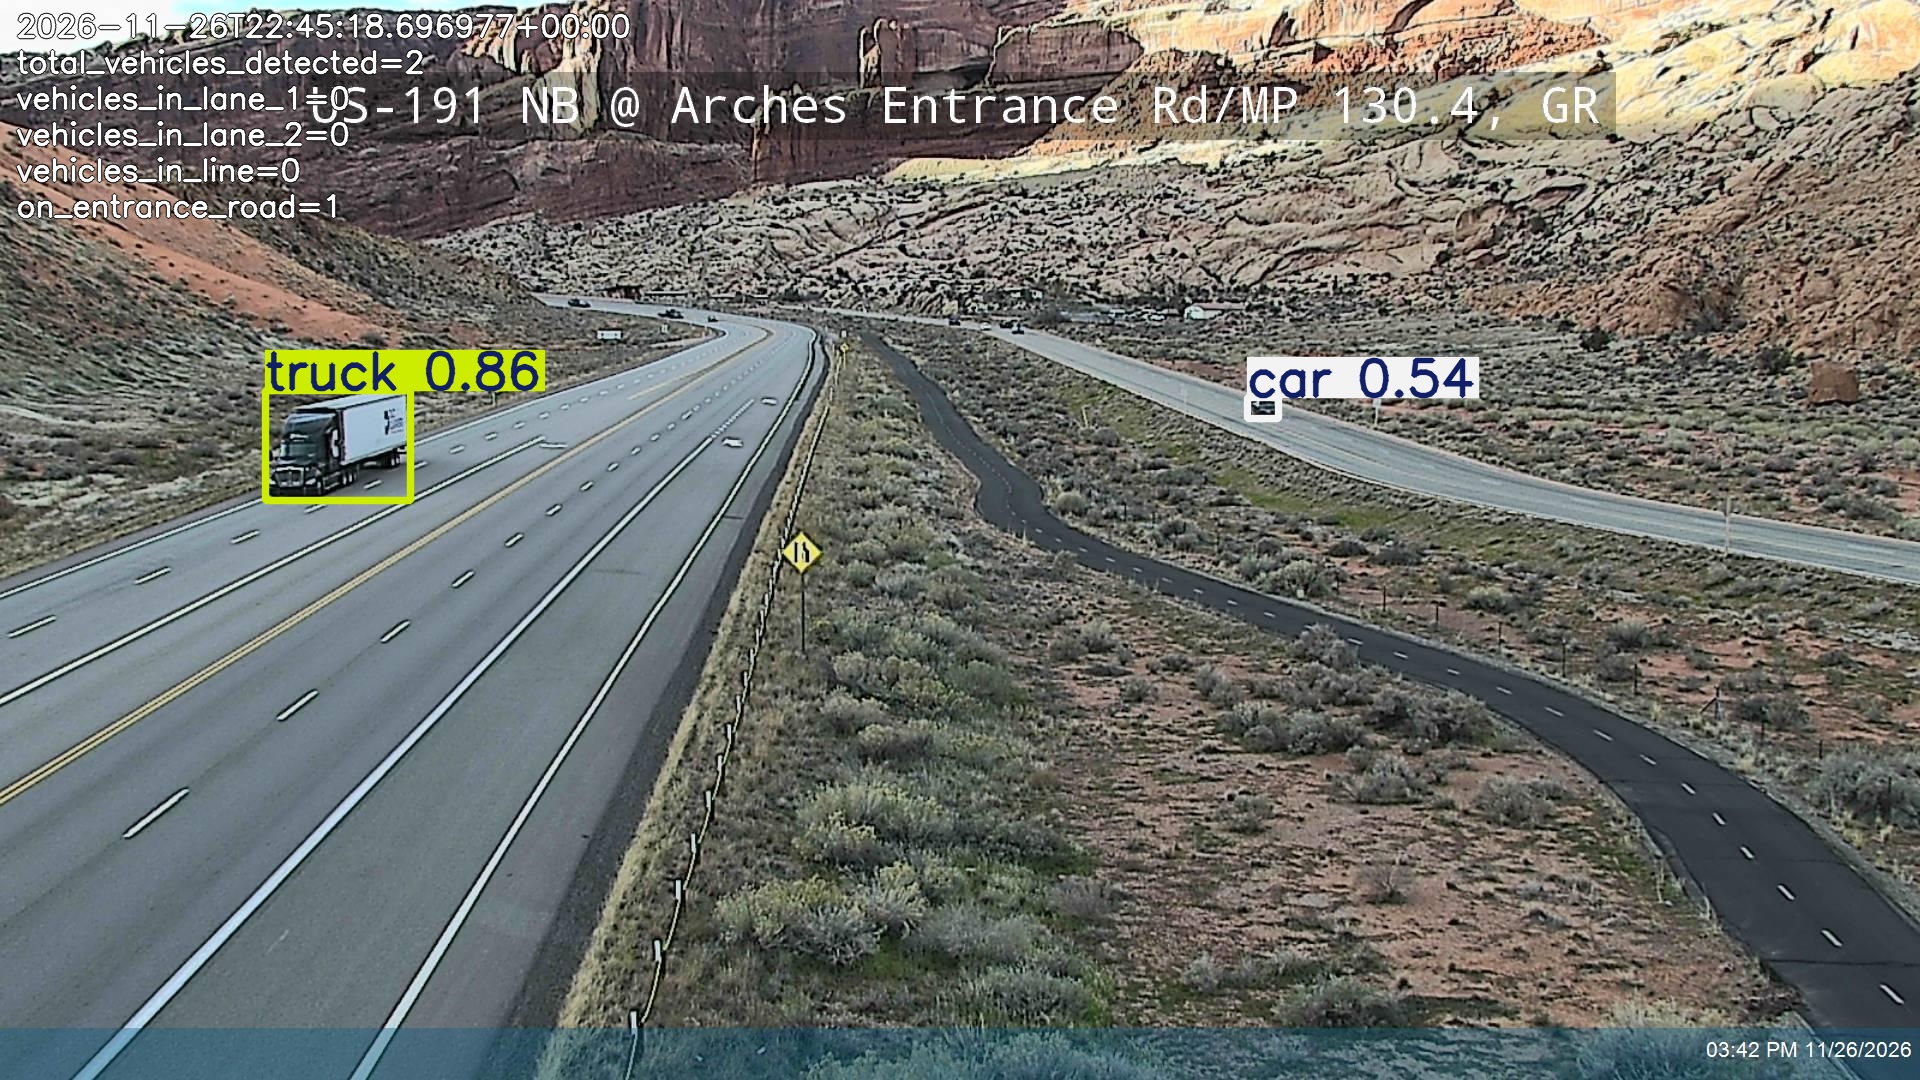 2026-11-26T22:45:18.696977+00:00
total_vehicles_detected=2
vehicles_in_lane_1=0
US-191 NB @ Arches Entrance Rd/MP 130.4, GR
vehicles_in_lane_2=0
vehicles_in_line=0
on_entrance_road=1
truck 0.86
car 0.54
03:42 PM 11/26/2026